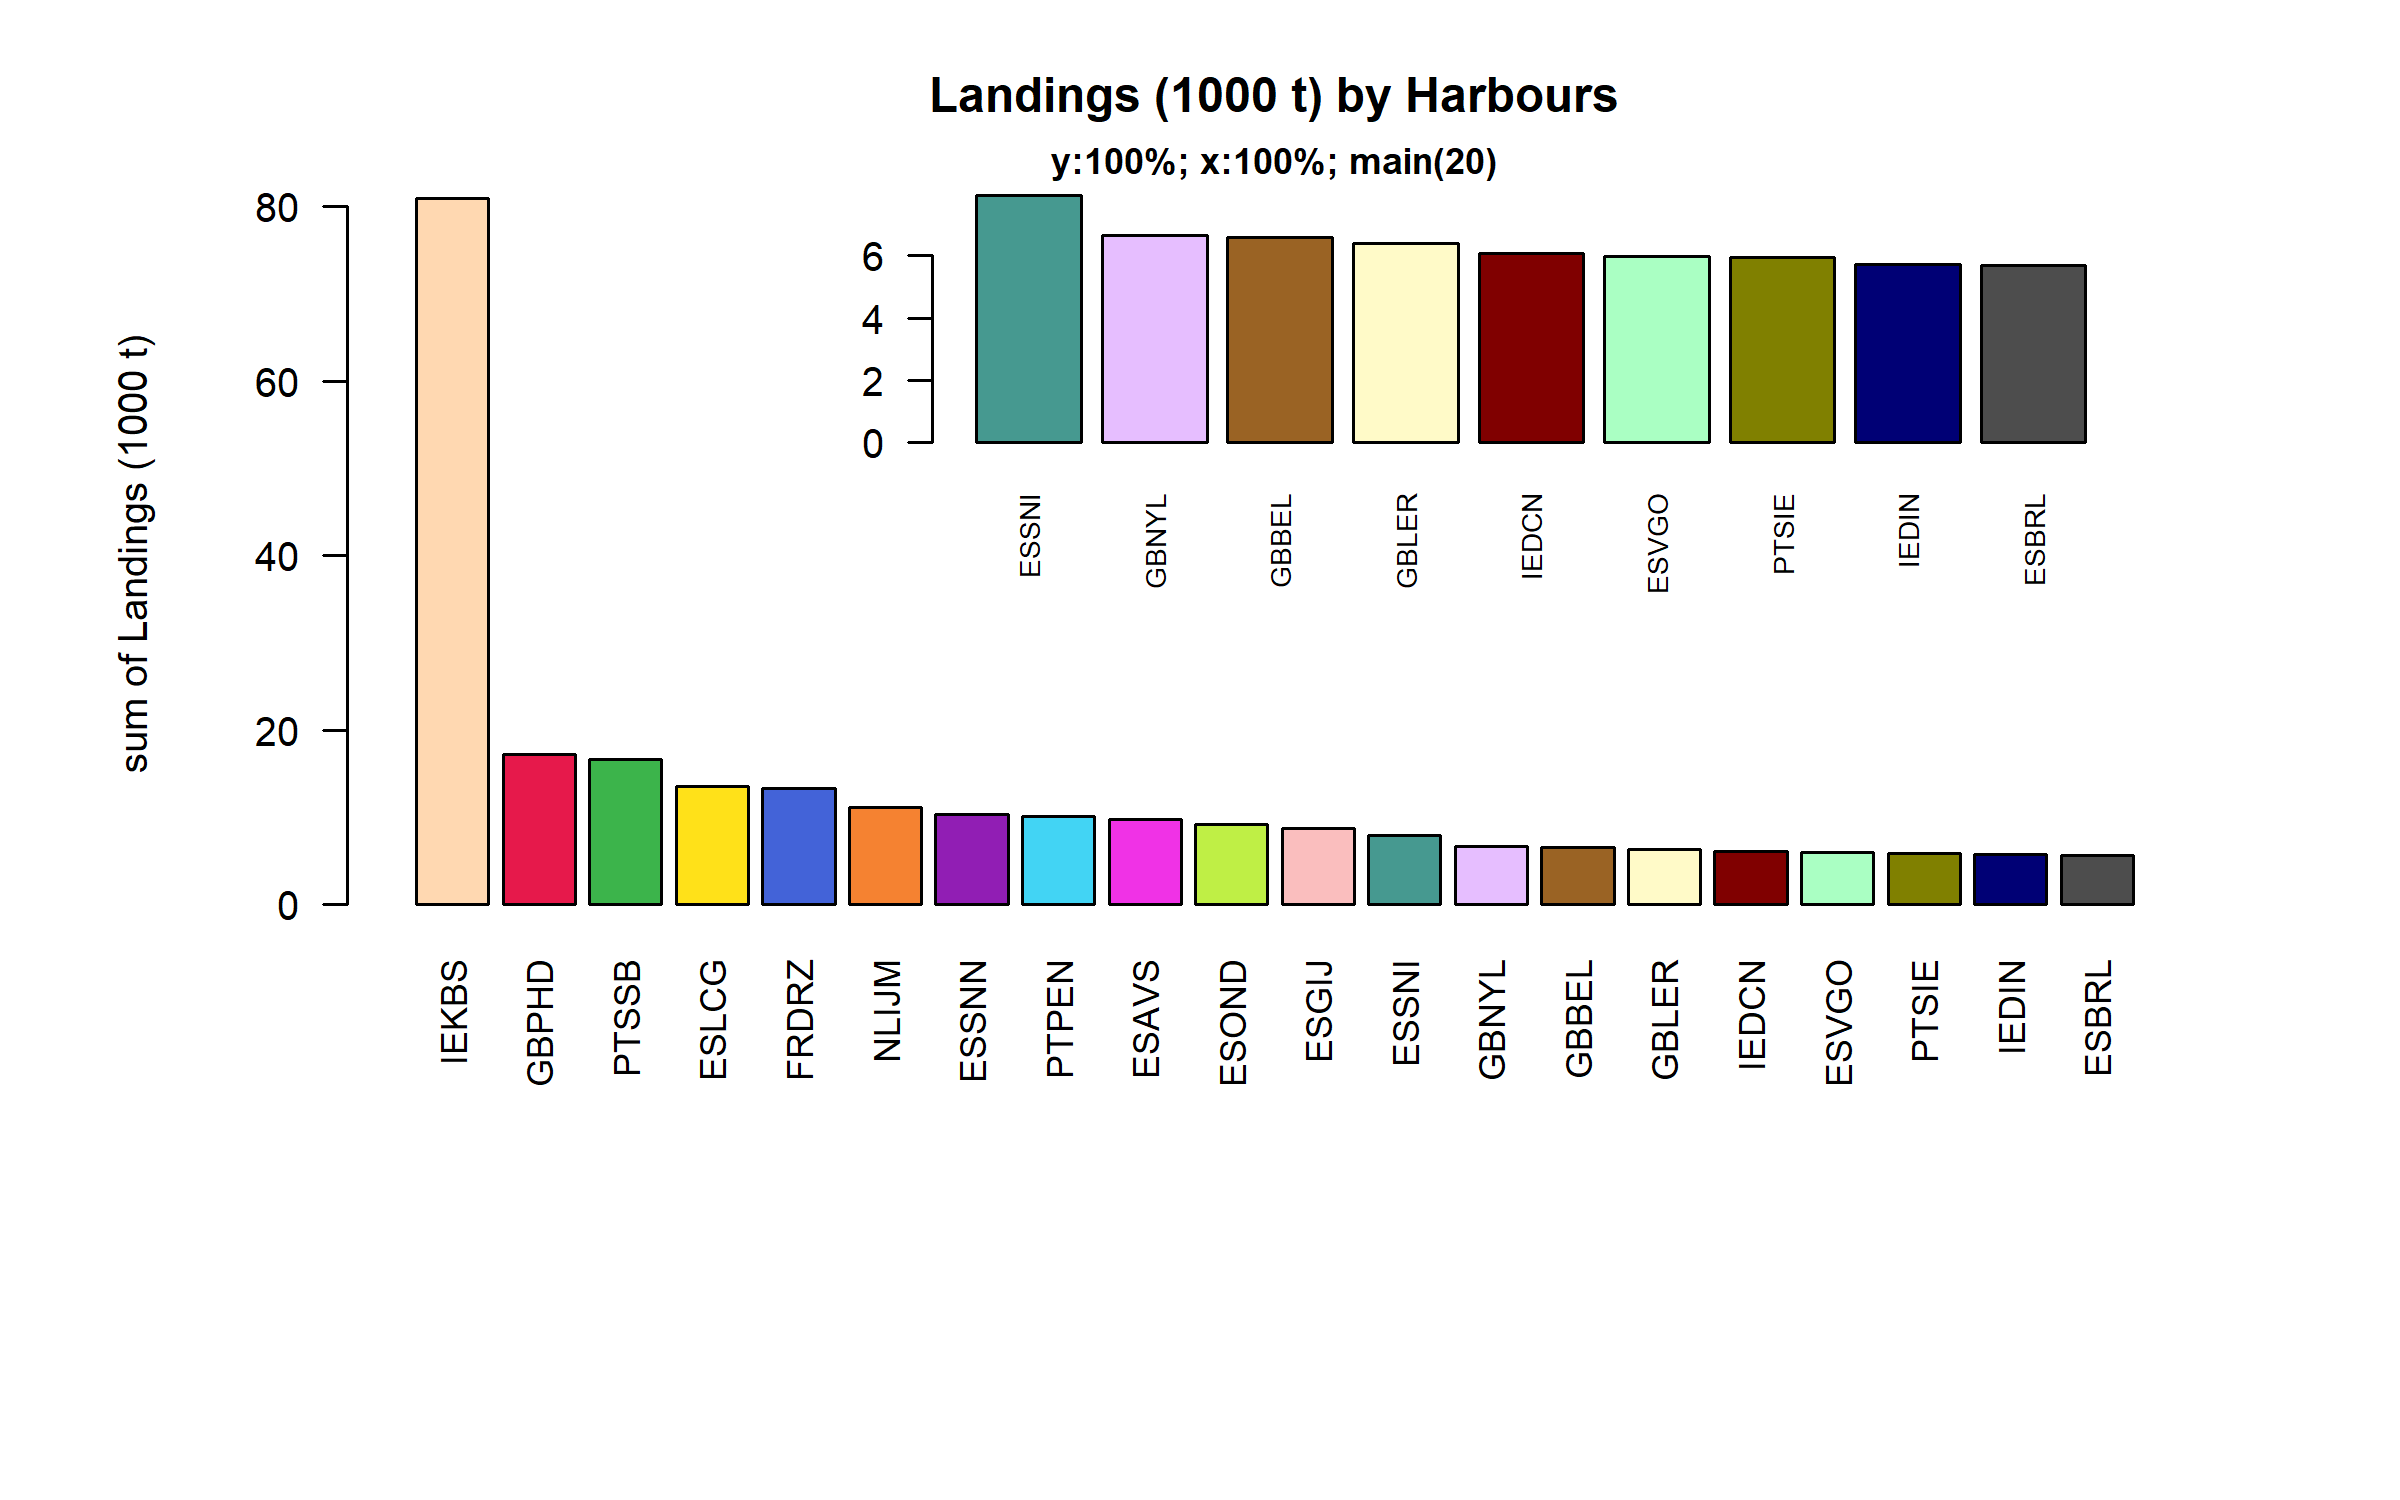 Landings (1000 t) by Harbours
y:100%; x:100%; main(20)
sum of Landings (1000 t)
80
60
40
20
0
6
4
2
0
ESSNI
GBNYL
GBBEL
GBLER
IEDCN
ESVGO
PTSIE
IEDIN
ESBRL
IEKBS
GBPHD
PTSSB
ESLCG
FRDRZ
NLIJM
ESSNN
PTPEN
ESAVS
ESOND
ESGIJ
ESSNI
GBNYL
GBBEL
GBLER
IEDCN
ESVGO
PTSIE
IEDIN
ESBRL